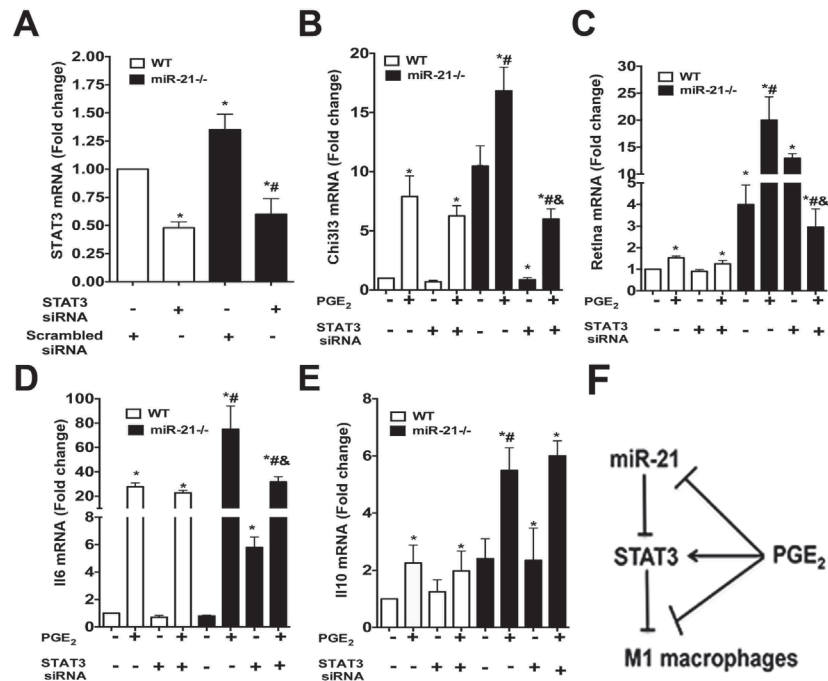 A
STAT3 mRNA (Fold change)
2.00
1.75
1.50
1.25
1.00
0.75
0.50
0.25
0.00
WT
miR-21-/-
*
*
*#
STAT3 siRNA - + - +
Scrambled siRNA + - + -
B
Chi3l3 mRNA (Fold change)
20
15
10
5
0
WT
miR-21-/-
*
*
*#
*
*#&
PGE2 - + - + - + - +
STAT3 siRNA - - + + - - + +
C
Retlna mRNA (Fold change)
30
25
20
15
10
5
4
3
2
1
0
WT
miR-21-/-
*
*
*
*#
*
*#&
PGE2 - + - + - + - +
STAT3 siRNA - - + + - - + +
D
Il6 mRNA (Fold change)
100
80
60
40
20
6
4
2
0
WT
miR-21-/-
*
*
*#
*
*#&
PGE2 - + - + - + - +
STAT3 siRNA - - + + - - + +
E
Il10 mRNA (Fold change)
8
6
4
2
0
WT
miR-21-/-
*
*
*#
*
*
PGE2 - + - + - + - +
STAT3 siRNA - - + + - - + +
F
miR-21
STAT3
PGE2
M1 macrophages